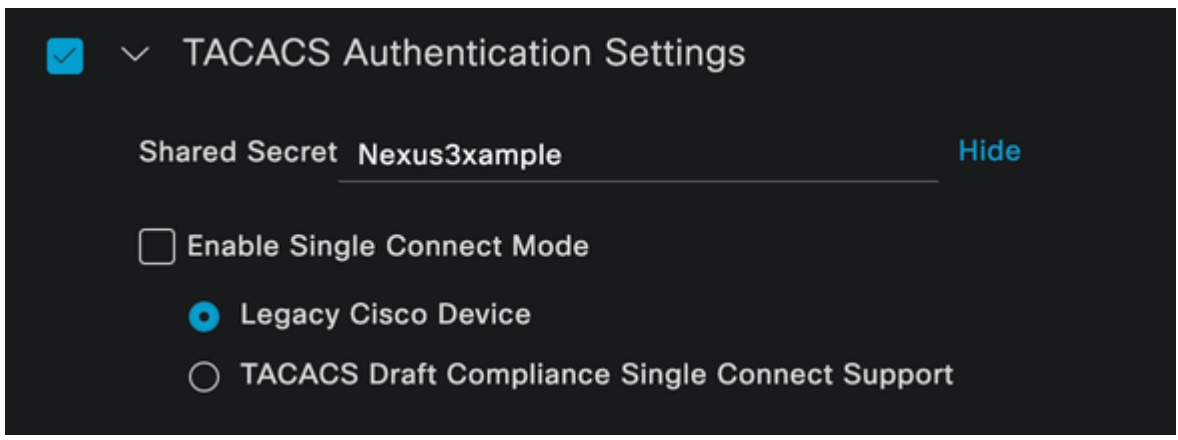 TACACS Authentication Settings
Shared Secret Nexus3xample Hide
Enable Single Connect Mode
Legacy Cisco Device
TACACS Draft Compliance Single Connect Support